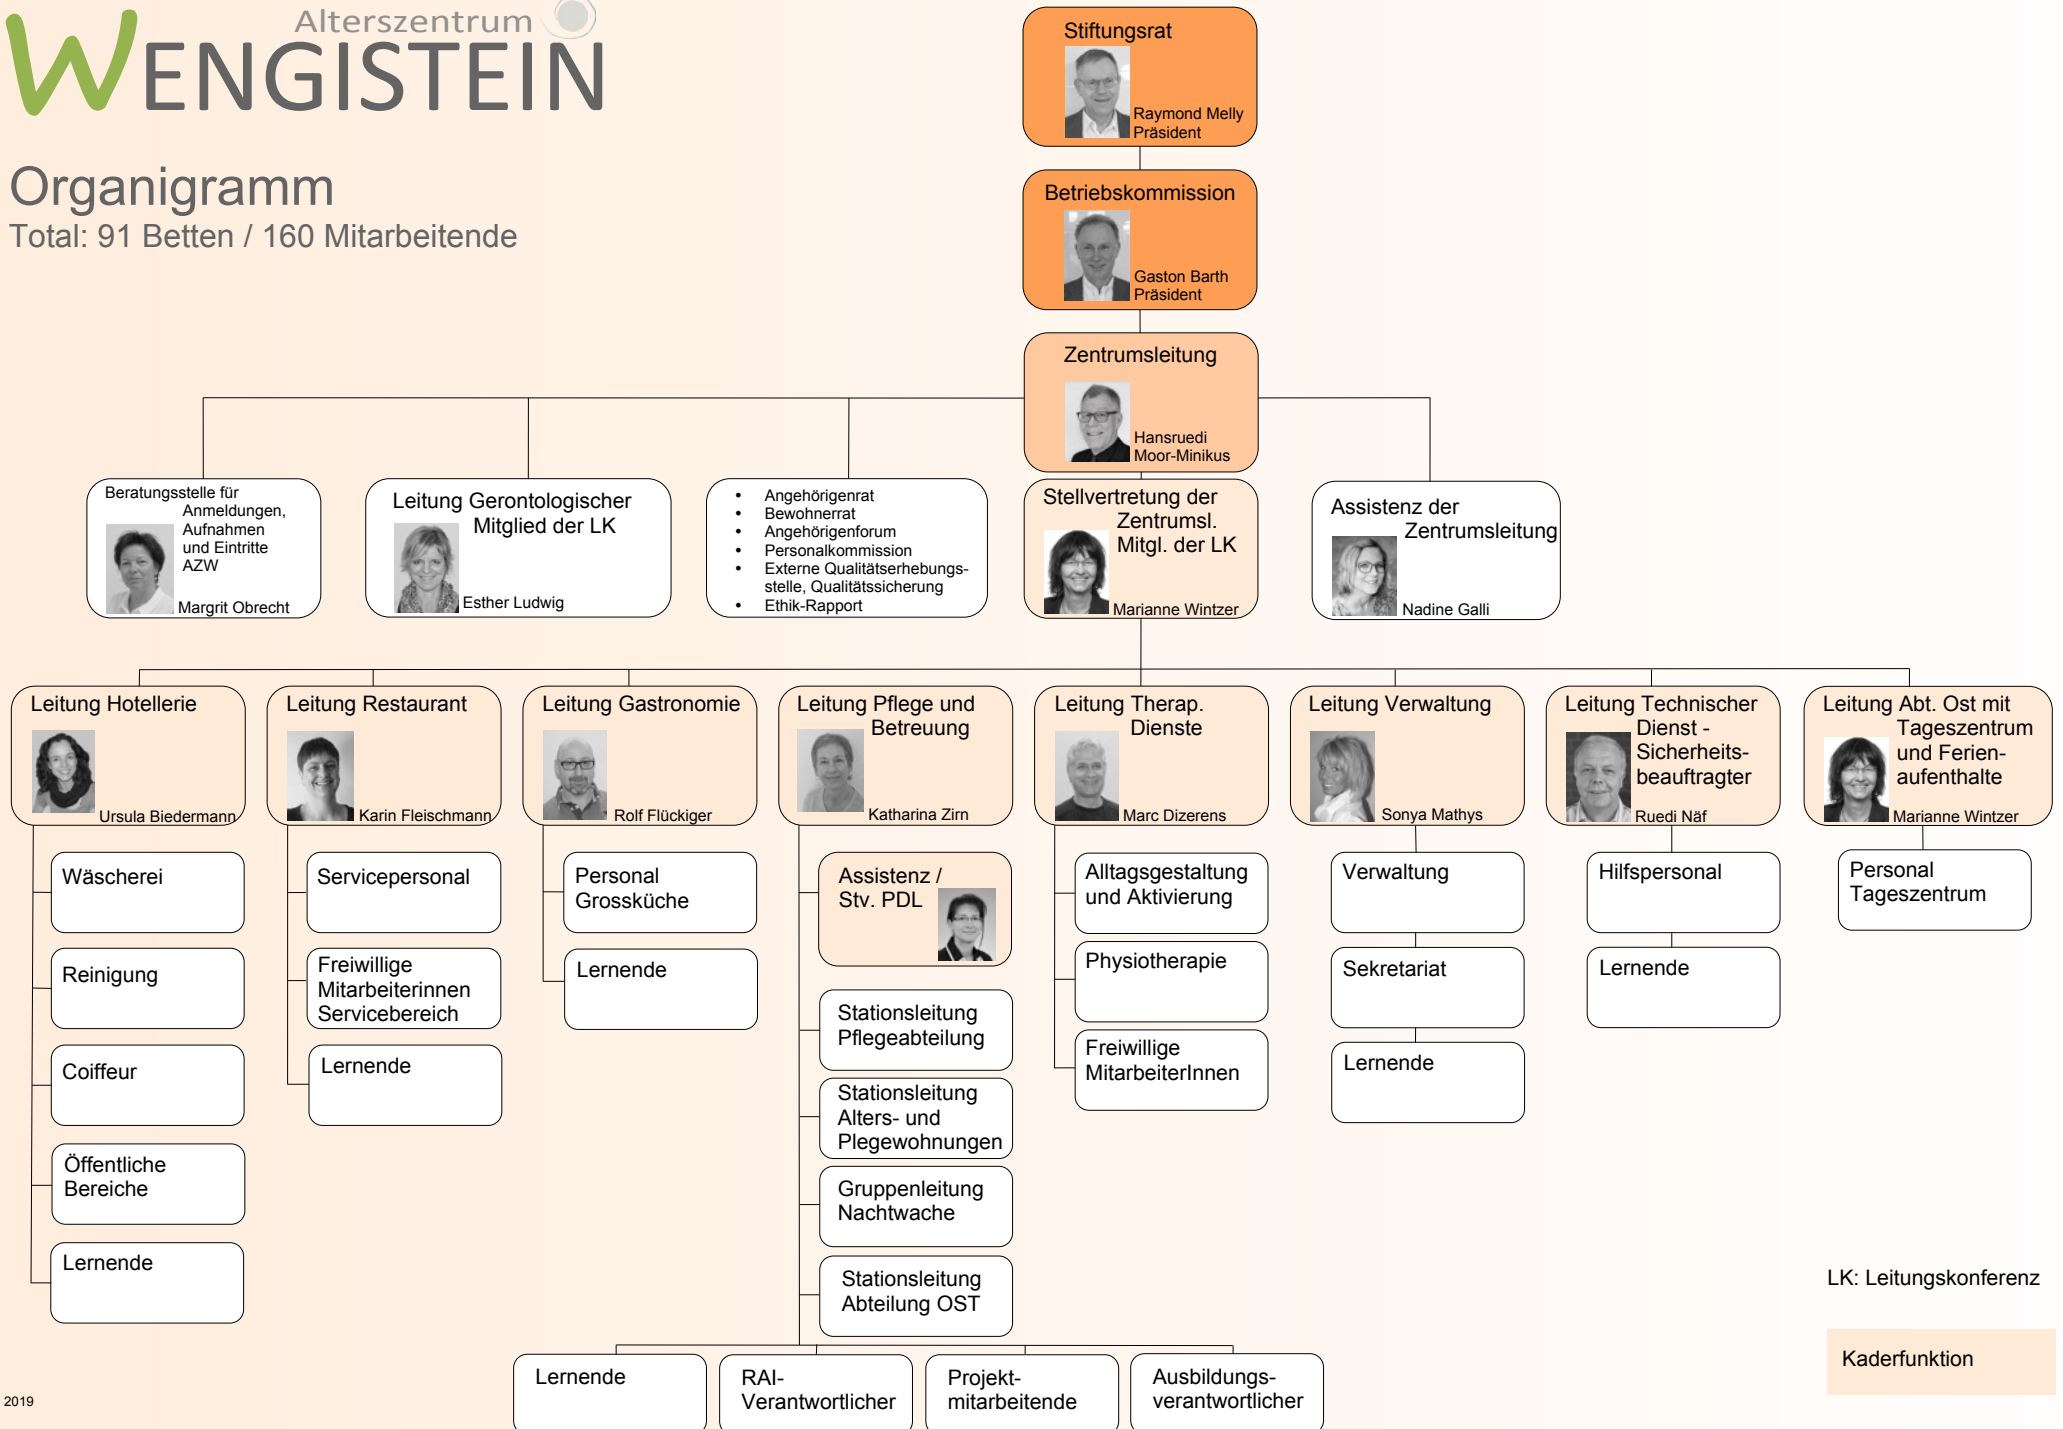 Alterszentrum
WENGISTEIN
Organigramm
Total: 91 Betten / 160 Mitarbeitende
Stiftungsrat
Raymond Melly
Präsident
Betriebskommission
Gaston Barth
Präsident
Zentrumsleitung
Hansruedi
Moor-Minikus
Beratungsstelle für
Anmeldungen,
Aufnahmen
und Eintritte
AZW
Margrit Obrecht
Leitung Gerontologischer
Mitglied der LK
Esther Ludwig
• Angehörigenrat
• Bewohnerrat
• Angehörigenforum
• Personalkommission
• Externe Qualitätserhebungs-
stelle, Qualitätssicherung
• Ethik-Rapport
Stellvertretung der
Zentrumsl.
Mitgl. der LK
Marianne Wintzer
Assistenz der
Zentrumsleitung
Nadine Galli
Leitung Hotellerie
Ursula Biedermann
Wäscherei
Reinigung
Coiffeur
Öffentliche
Bereiche
Lernende
Leitung Restaurant
Karin Fleischmann
Servicepersonal
Freiwillige
Mitarbeiterinnen
Servicebereich
Lernende
Leitung Gastronomie
Rolf Flückiger
Personal
Grossküche
Lernende
Leitung Pflege und
Betreuung
Katharina Zirn
Assistenz /
Stv. PDL
Stationsleitung
Pflegeabteilung
Stationsleitung
Alters- und
Plegewohnungen
Gruppenleitung
Nachtwache
Stationsleitung
Abteilung OST
Lernende
RAI-
Verantwortlicher
Projekt-
mitarbeitende
Ausbildungs-
verantwortlicher
Leitung Therap.
Dienste
Marc Dizerens
Alltagsgestaltung
und Aktivierung
Physiotherapie
Freiwillige
MitarbeiterInnen
Leitung Verwaltung
Sonya Mathys
Verwaltung
Sekretariat
Lernende
Leitung Technischer
Dienst -
Sicherheits-
beauftragter
Ruedi Näf
Hilfspersonal
Lernende
Leitung Abt. Ost mit
Tageszentrum
und Ferien-
aufenthalte
Marianne Wintzer
Personal
Tageszentrum
LK: Leitungskonferenz
Kaderfunktion
2019